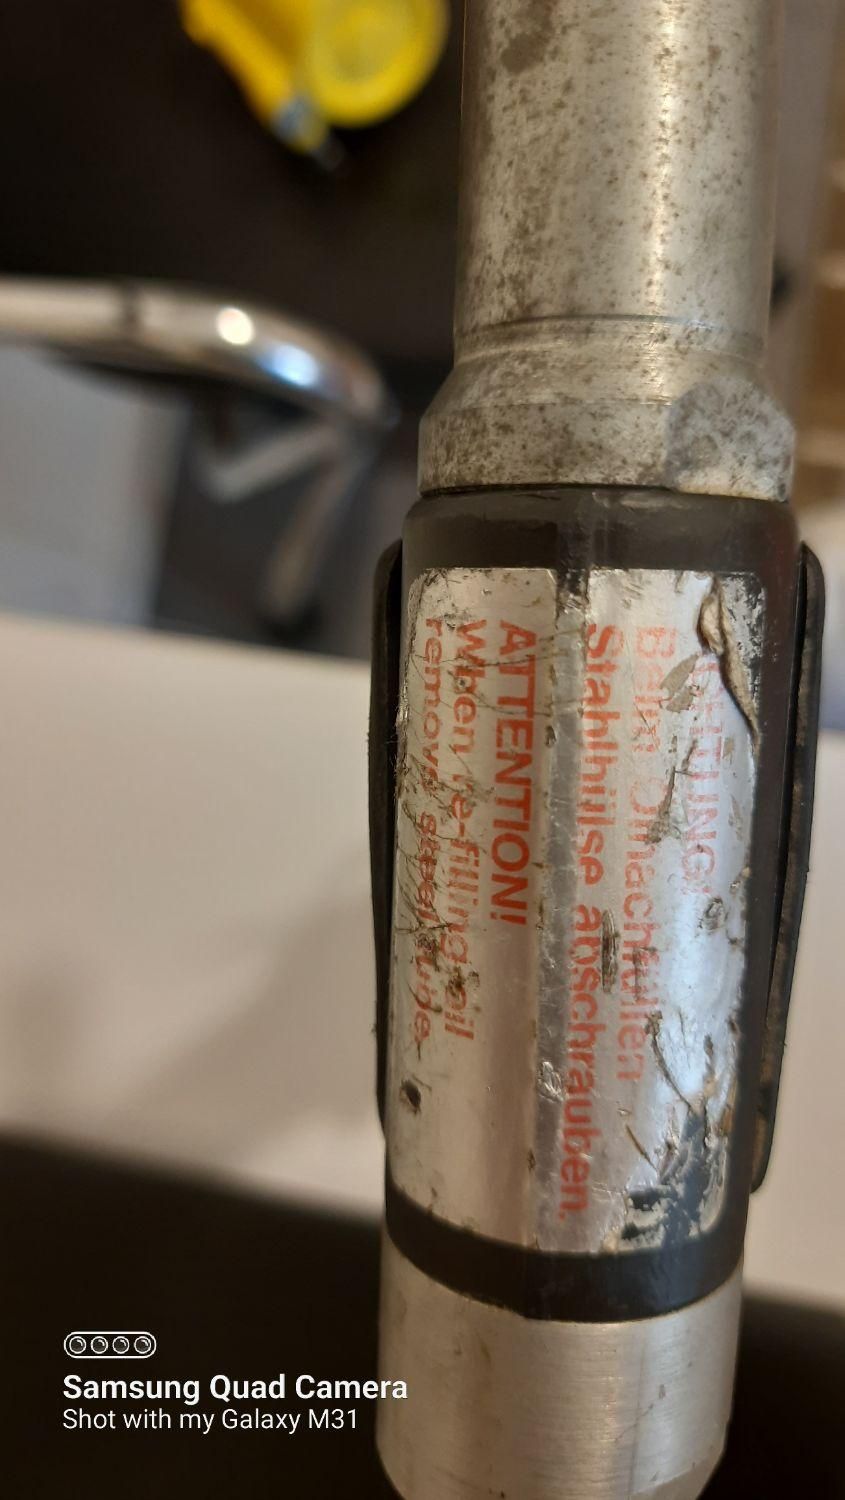 ACHTUNG!
Beim Ölnachfüllen
Stahlhülse abschrauben.
ATTENTION!
When re-filling oil
remove steel tube.
Samsung Quad Camera
Shot with my Galaxy M31